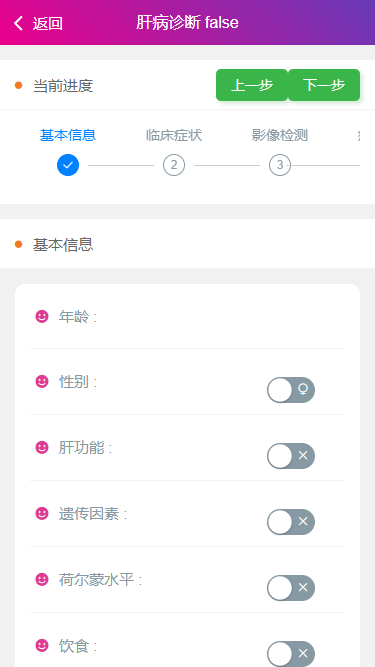 返回
肝病诊断 false
当前进度
上一步 下一步
基本信息 临床症状 影像检测
2 3
基本信息
年龄 :
性别 :
肝功能 :
遗传因素 :
荷尔蒙水平 :
饮食 :